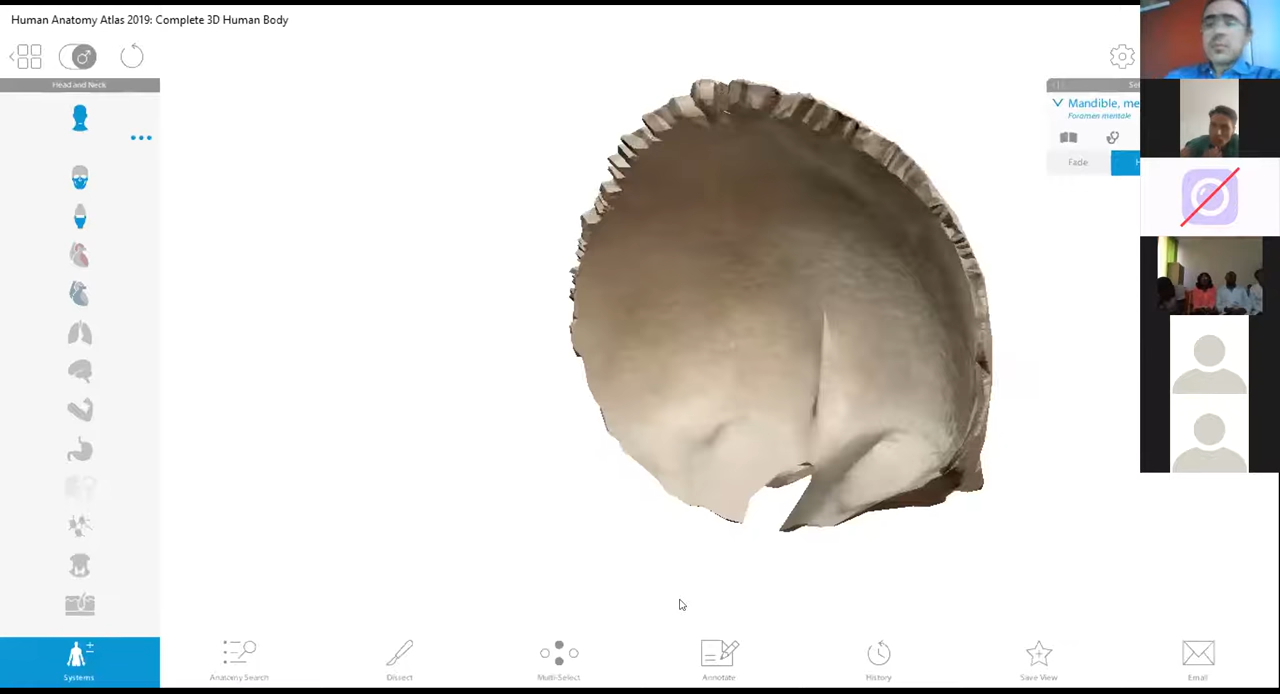 Human Anatomy Atlas 2019: Complete 3D Human Body
Head and Neck
Mandible, me
Foramen mentale
Fade
Systems
Anatomy Search
Dissect
Multi-Select
Annotate
History
Save View
Email